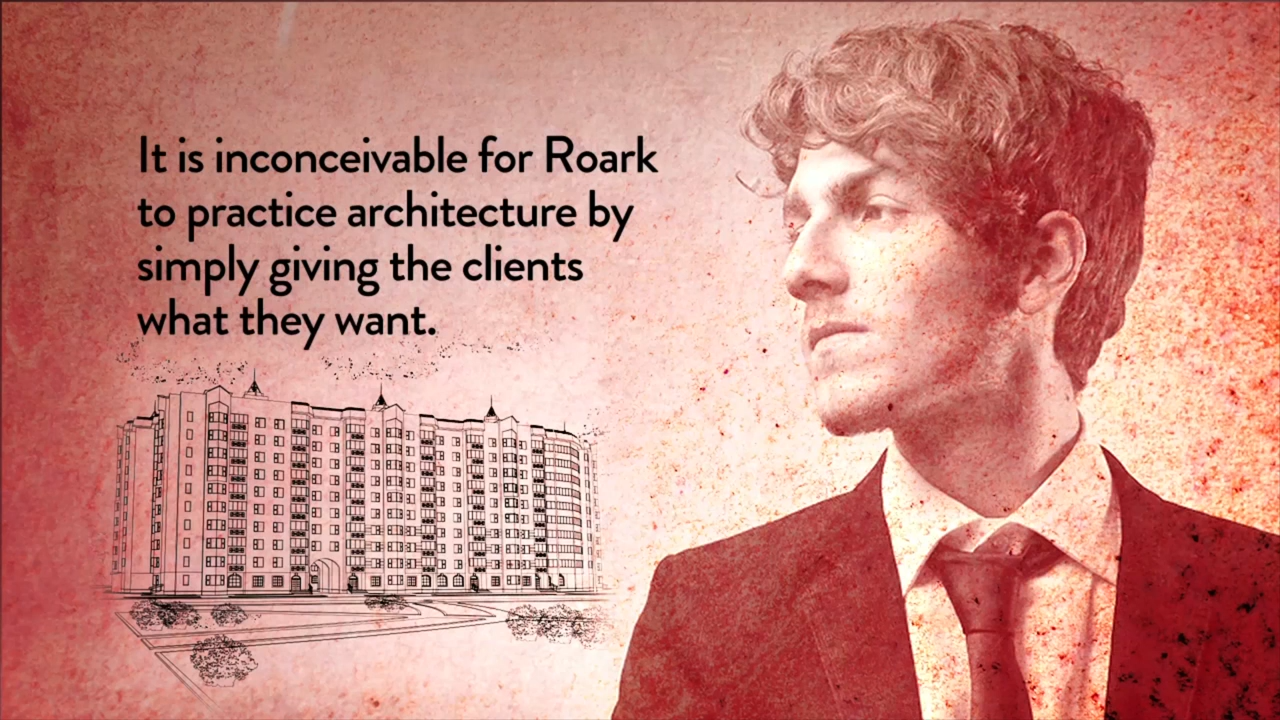 It is inconceivable for Roark
to practice architecture by
simply giving the clients
what they want.